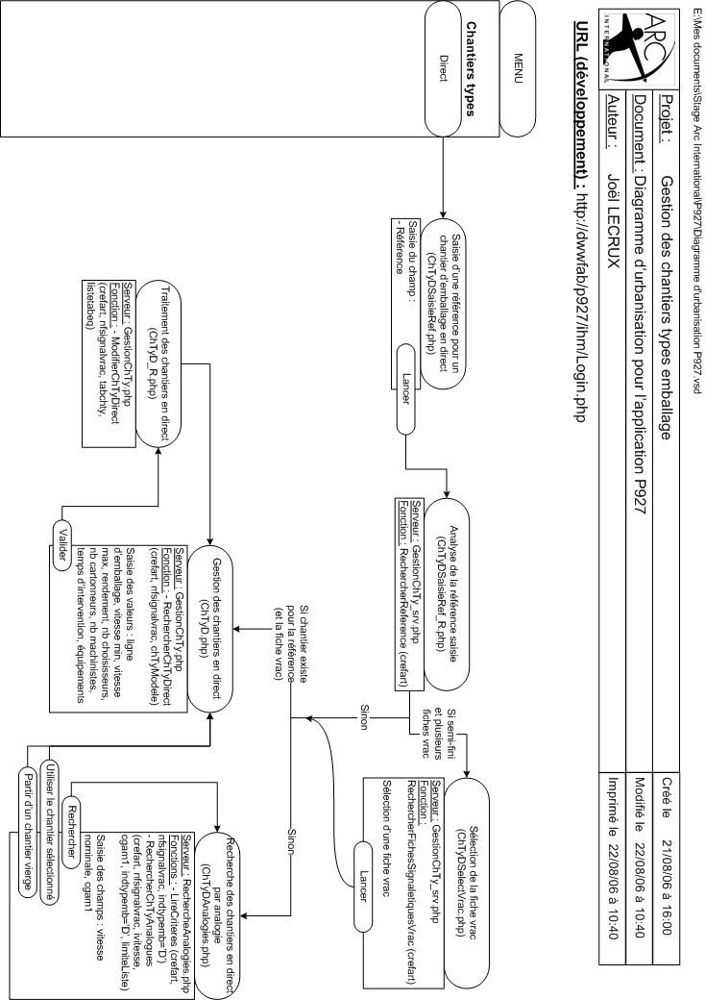 E:\Mes documents\Stage Arc International\P927\Diagramme d'urbanisation P927.vsd
ARC
INTERNATIONAL
Projet : Gestion des chantiers types emballage
Créé le 21/08/06 à 16:00
Document : Diagramme d'urbanisation pour l'application P927
Modifié le 22/08/06 à 10:40
Auteur : Joël LECRUX
Imprimé le 22/08/06 à 10:40
URL (développement) : http://dwwfab/p927/ihm/Login.php
MENU
Chantiers types
Direct
Saisie d'une référence pour un
chantier d'emballage en direct
(ChTyDSaisieRef.php)
Saisie du champ :
- Référence
Lancer
Analyse de la référence saisie
(ChTyDSaisieRef_R.php)
Serveur : GestionChTy_srv.php
Fonction : RechercherReference (crefart)
Si semi-fini
et plusieurs
fiches vrac
Sinon
Sélection de la fiche vrac
(ChTyDSelectVrac.php)
Serveur : GestionChTy_srv.php
Fonction :
RechercherFichesSignaletiquesVrac (crefart)
Sélection d'une fiche vrac
Lancer
Si chantier existe
pour la référence
(et la fiche vrac)
Sinon
Traitement des chantiers en direct
(ChTyD_R.php)
Serveur : GestionChTy.php
Fonction : - ModifierChTyDirect
(crefart, nfsignalvrac, tabchty,
listetabeq)
Gestion des chantiers en direct
(ChTyD.php)
Serveur : GestionChTy.php
Fonction : - RechercherChTyDirect
(crefart, nfsignalvrac, chTyModele)
Saisie des valeurs : ligne
d'emballage, vitesse min, vitesse
max, rendement, nb choisisseurs,
nb cartonneurs, nb machinistes,
temps d'intervention, équipements
Valider
Recherche des chantiers en direct
par analogie
(ChTyDAnalogies.php)
Serveur : RechercheAnalogies.php
Fonctions : - LireCriteres (crefart,
nfsignalvrac, indtypemb='D')
- RechercherChTyAnalogues
(crefart, nfsignalvrac, ivitesse,
cgam1, indtypemb='D', limiteListe)
Saisie des champs : vitesse
nominale, cgam1
Rechercher
Utiliser le chantier sélectionné
Partir d'un chantier vierge